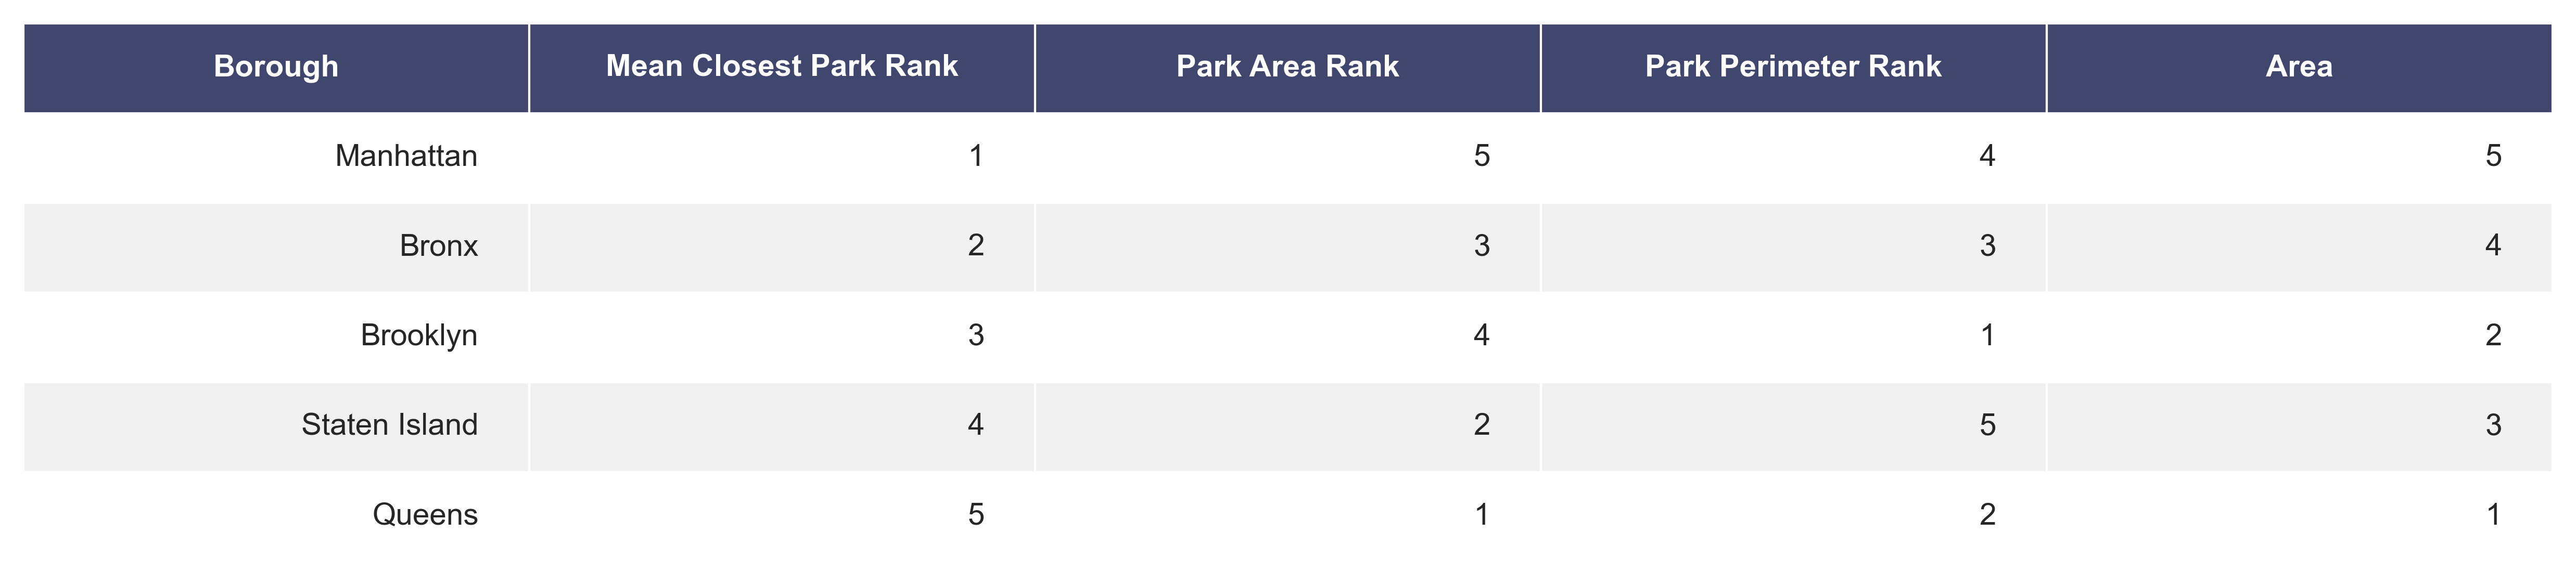 Borough Mean Closest Park Rank Park Area Rank Park Perimeter Rank Area
Manhattan 1 5 4 5
Bronx 2 3 3 4
Brooklyn 3 4 1 2
Staten Island 4 2 5 3
Queens 5 1 2 1